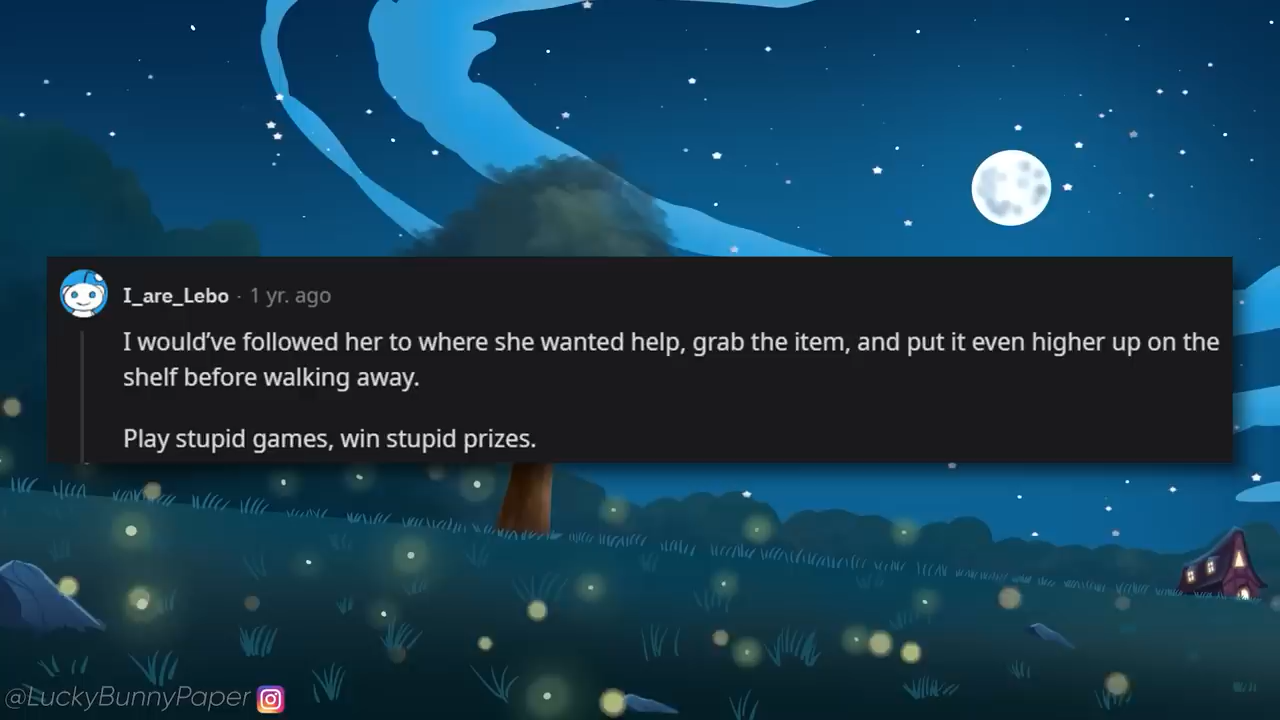 I_are_Lebo · 1 yr. ago
I would’ve followed her to where she wanted help, grab the item, and put it even higher up on the
shelf before walking away.
Play stupid games, win stupid prizes.
@LuckyBunnyPaper